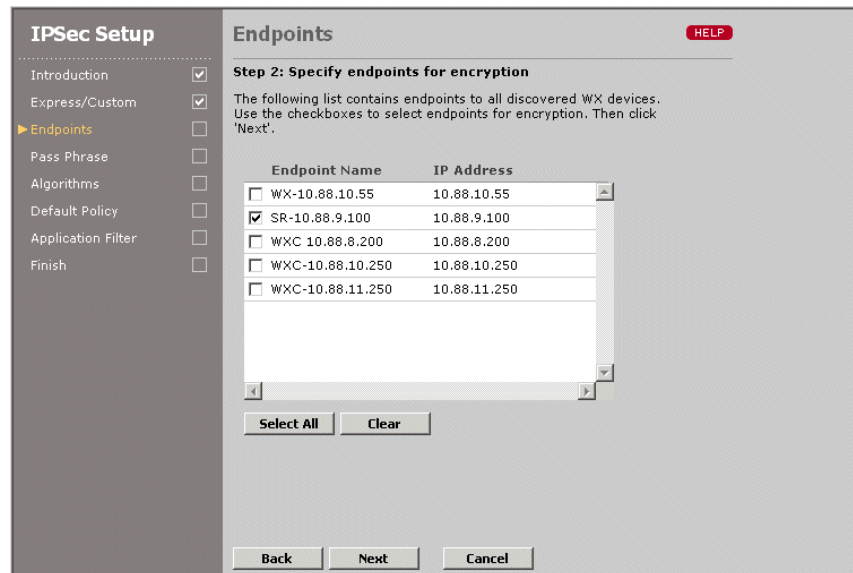 IPSec Setup
Introduction
Express/Custom
Endpoints
Pass Phrase
Algorithms
Default Policy
Application Filter
Finish
Endpoints
HELP
Step 2: Specify endpoints for encryption
The following list contains endpoints to all discovered WX devices.
Use the checkboxes to select endpoints for encryption. Then click
'Next'.
Endpoint Name IP Address
WX-10.88.10.55 10.88.10.55
SR-10.88.9.100 10.88.9.100
WXC 10.88.8.200 10.88.8.200
WXC-10.88.10.250 10.88.10.250
WXC-10.88.11.250 10.88.11.250
Select All Clear
Back Next Cancel